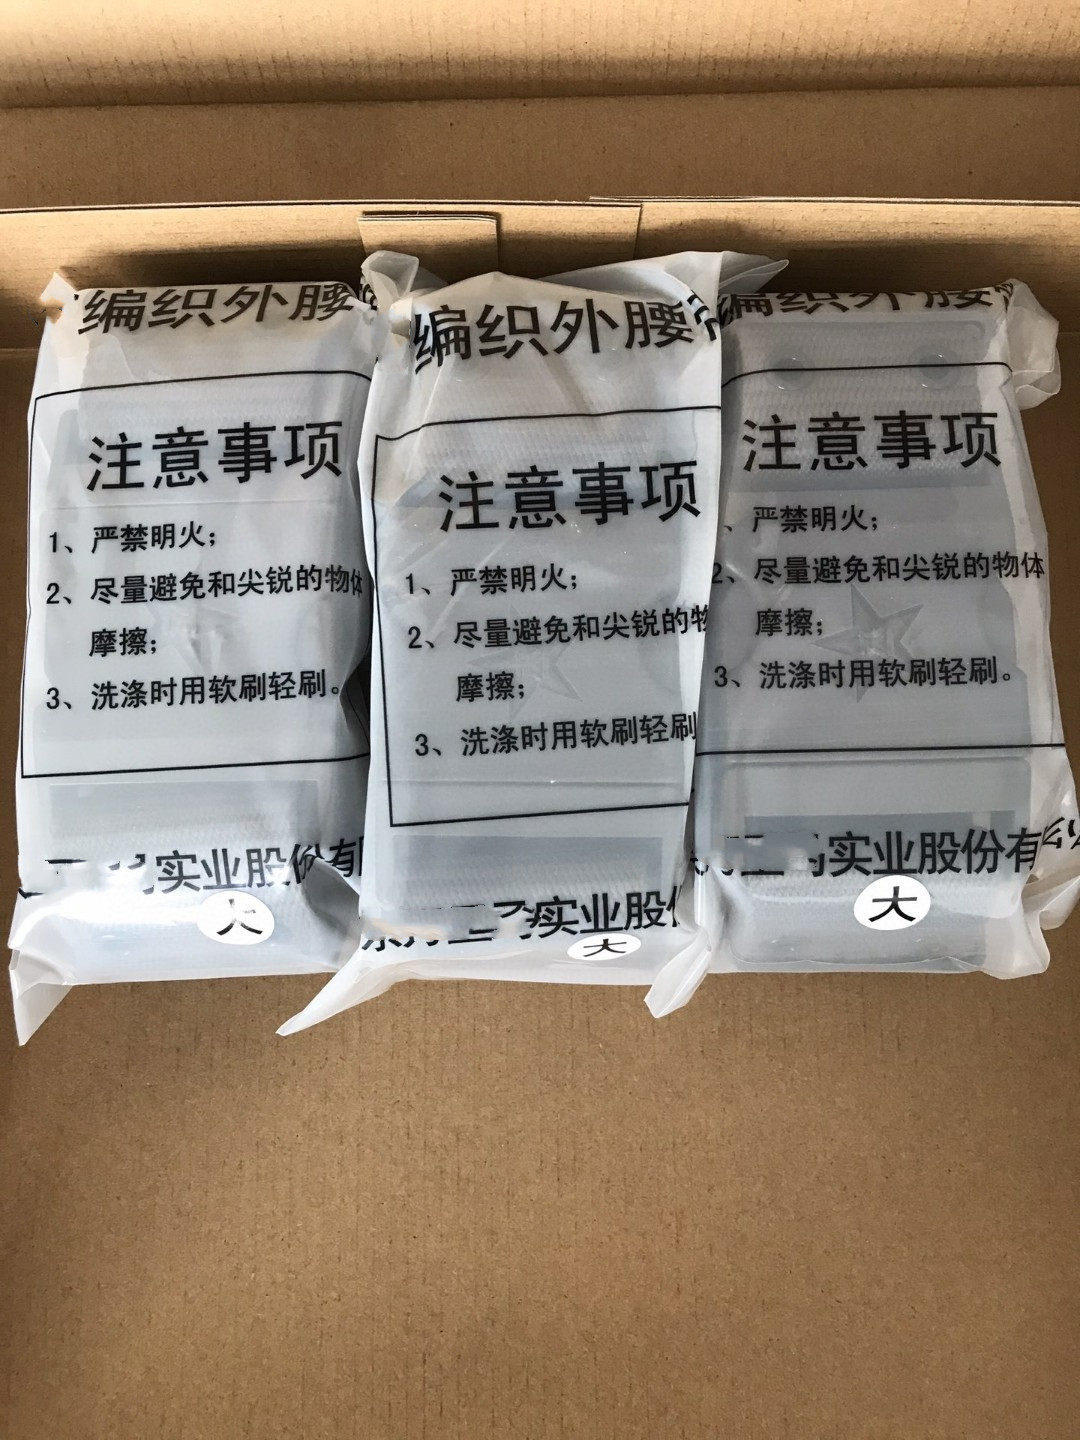 编织外腰
注意事项
1、严禁明火；
2、尽量避免和尖锐的物体
摩擦；
3、洗涤时用软刷轻刷。
实业股份有
大
编织外腰
注意事项
1、严禁明火；
2、尽量避免和尖锐的物
摩擦；
3、洗涤时用软刷轻刷
实业股份
大
编织外腰
注意事项
、严禁明火；
2、尽量避免和尖锐的物体
摩擦；
3、洗涤时用软刷轻刷。
实业股份有公
大